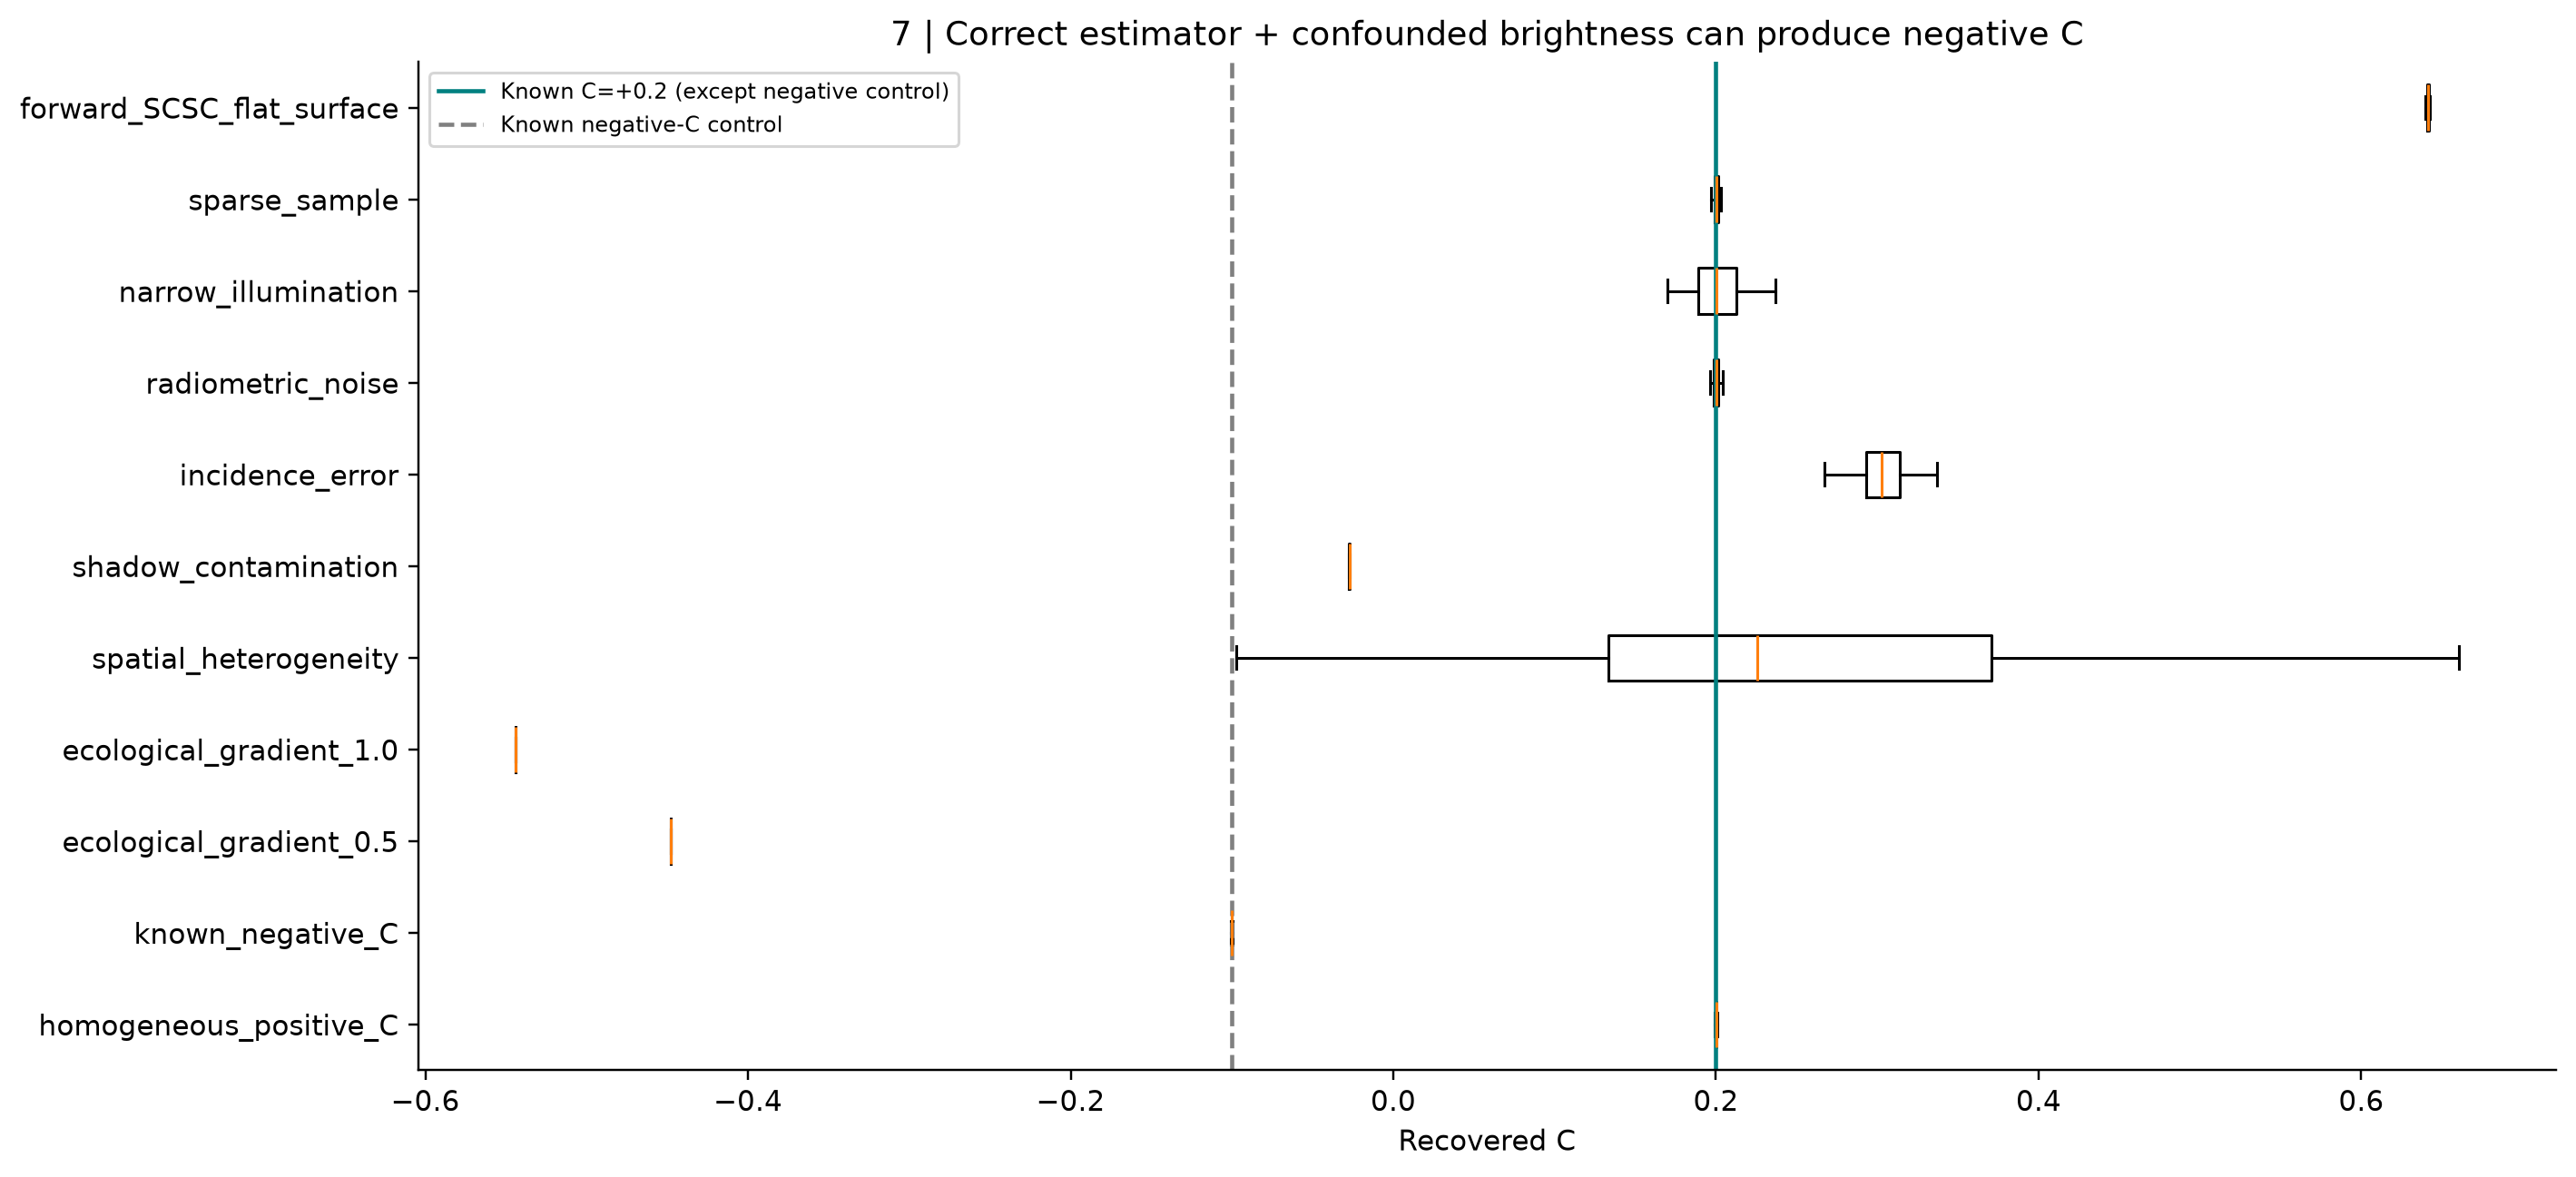 7 | Correct estimator + confounded brightness can produce negative C
Known C=+0.2 (except negative control)
Known negative-C control
forward_SCSC_flat_surface
sparse_sample
narrow_illumination
radiometric_noise
incidence_error
shadow_contamination
spatial_heterogeneity
ecological_gradient_1.0
ecological_gradient_0.5
known_negative_C
homogeneous_positive_C
−0.6 −0.4 −0.2 0.0 0.2 0.4 0.6
Recovered C